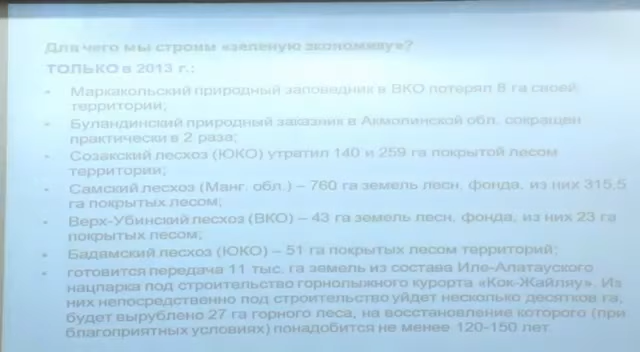 Для чего мы строим «зеленую экономику»?
ТОЛЬКО в 2013 г.:
• Маркакольский природный заповедник в ВКО потерял 8 га своей
территории;
• Буландинский природный заказник в Акмолинской обл. сокращен
практически в 2 раза;
• Созакский лесхоз (ЮКО) утратил 140 и 259 га покрытой лесом
территории;
• Самский лесхоз (Манг. обл.) – 760 га земель лесн. фонда, из них 315,5
га покрытых лесом;
• Верх-Убинский лесхоз (ВКО) – 43 га земель лесн. фонда, из них 23 га
покрытых лесом;
• Бадамский лесхоз (ЮКО) – 51 га покрытых лесом территорий;
• готовится передача 11 тыс. га земель из состава Иле-Алатауского
нацпарка под строительство горнолыжного курорта «Кок-Жайляу». Из
них непосредственно под строительство уйдет несколько десятков га,
будет вырублено 27 га горного леса, на восстановление которого (при
благоприятных условиях) понадобится не менее 120-150 лет.